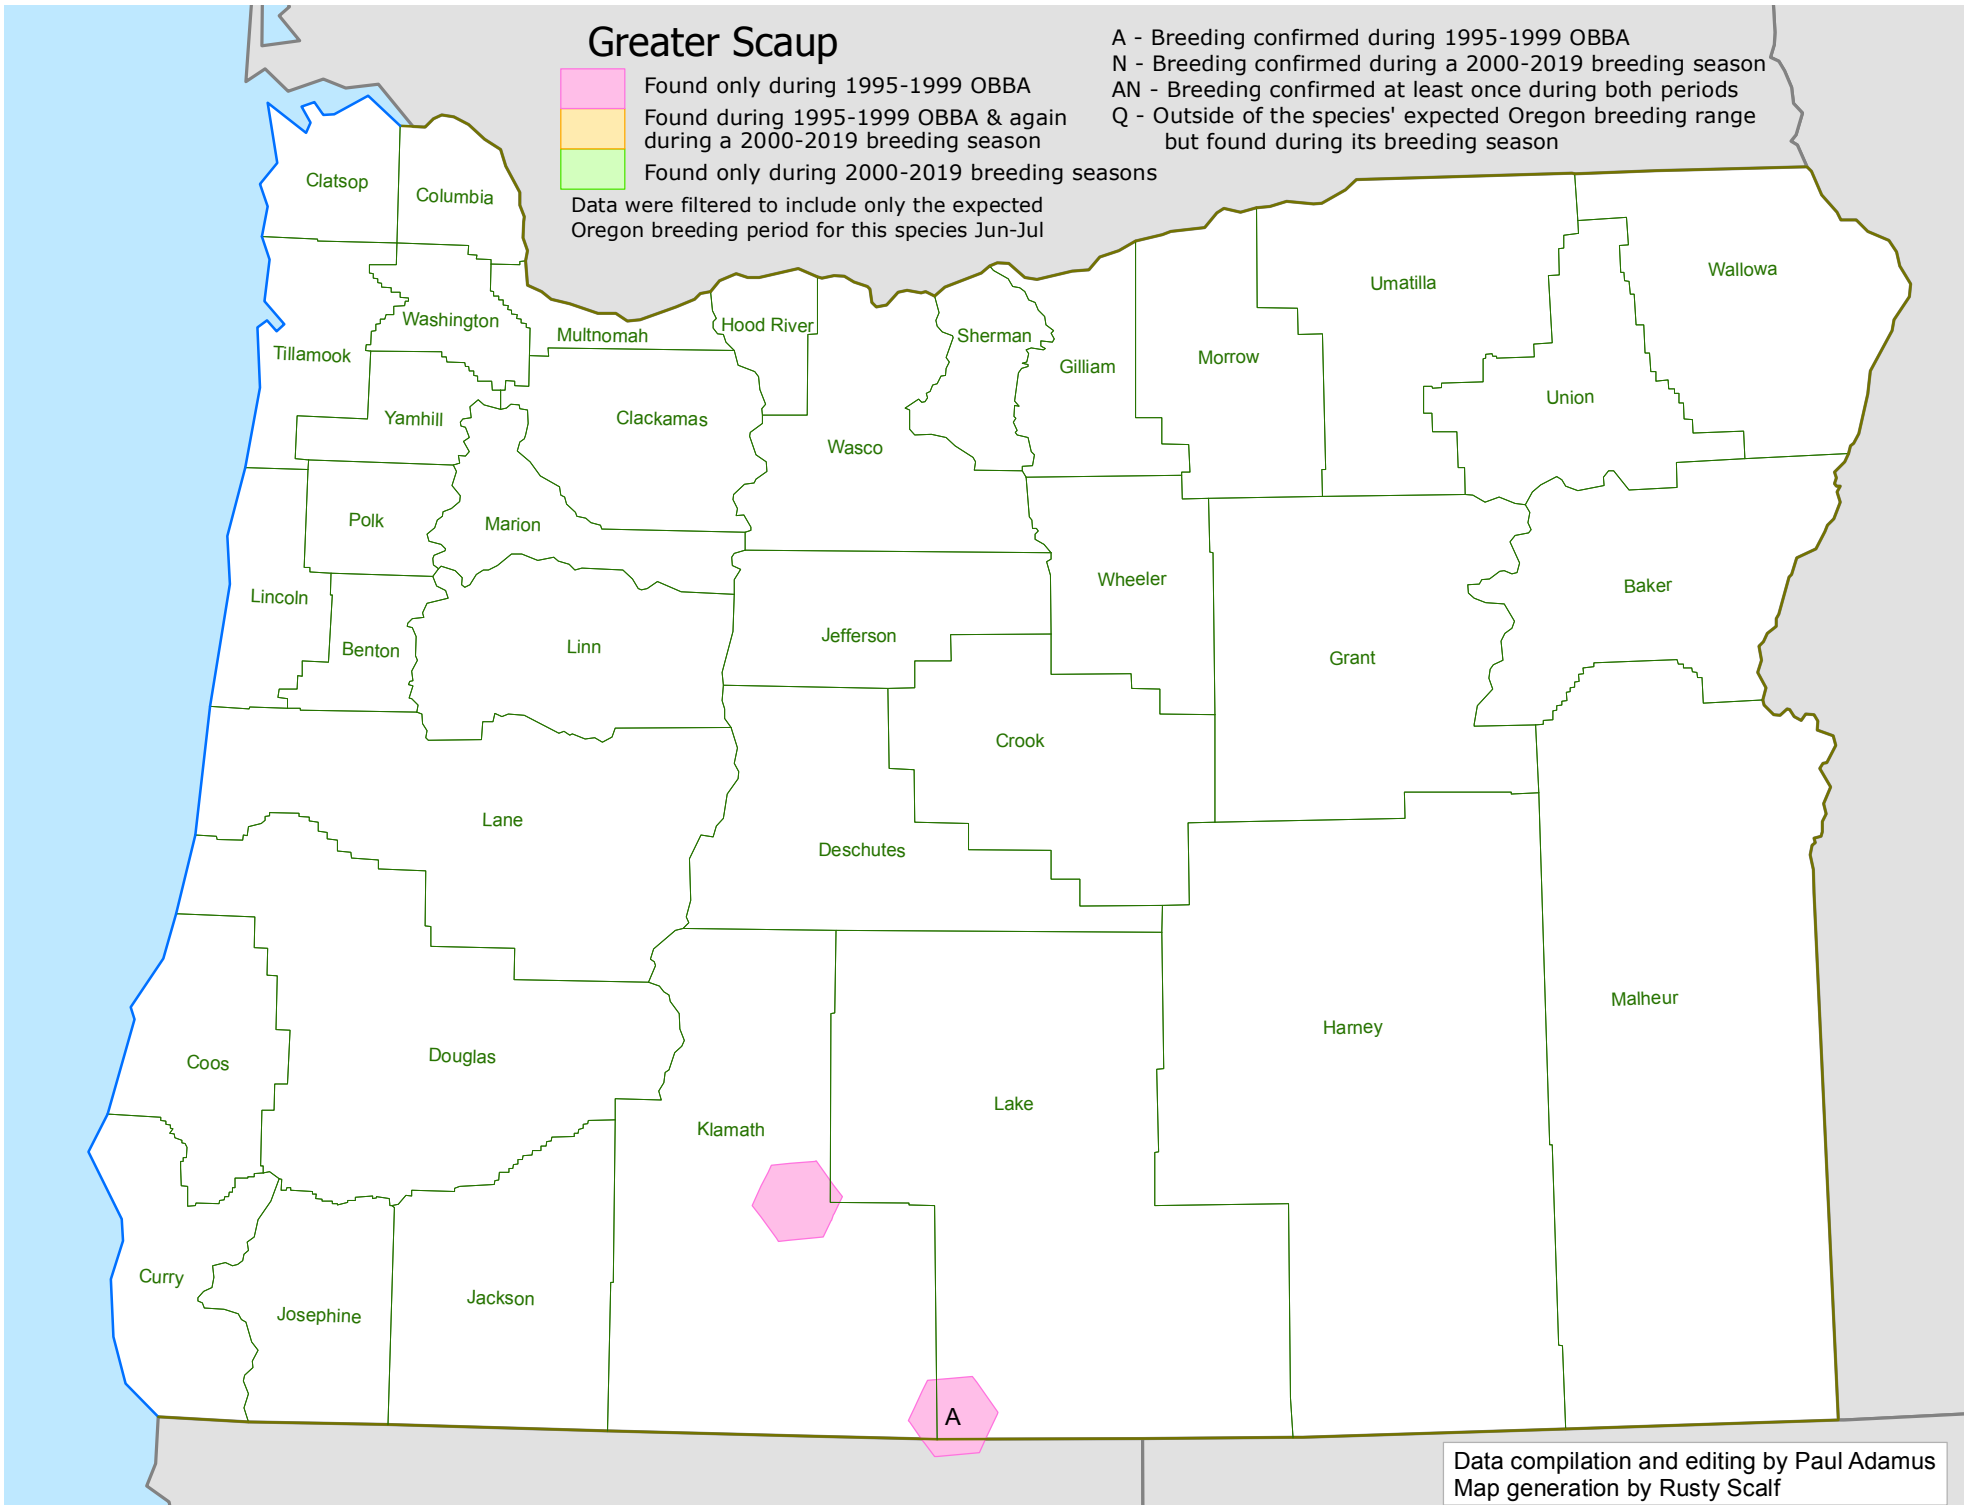 Greater Scaup
Found only during 1995-1999 OBBA
Found during 1995-1999 OBBA & again
during a 2000-2019 breeding season
Found only during 2000-2019 breeding seasons
Data were filtered to include only the expected
Oregon breeding period for this species Jun-Jul
A - Breeding confirmed during 1995-1999 OBBA
N - Breeding confirmed during a 2000-2019 breeding season
AN - Breeding confirmed at least once during both periods
Q - Outside of the species' expected Oregon breeding range
but found during its breeding season
Clatsop
Columbia
Tillamook
Washington
Multnomah
Hood River
Sherman
Gilliam
Morrow
Umatilla
Union
Wallowa
Yamhill
Clackamas
Wasco
Polk
Marion
Lincoln
Benton
Linn
Jefferson
Wheeler
Grant
Baker
Crook
Lane
Deschutes
Coos
Douglas
Klamath
Lake
Harney
Malheur
Curry
Josephine
Jackson
A
Data compilation and editing by Paul Adamus
Map generation by Rusty Scalf